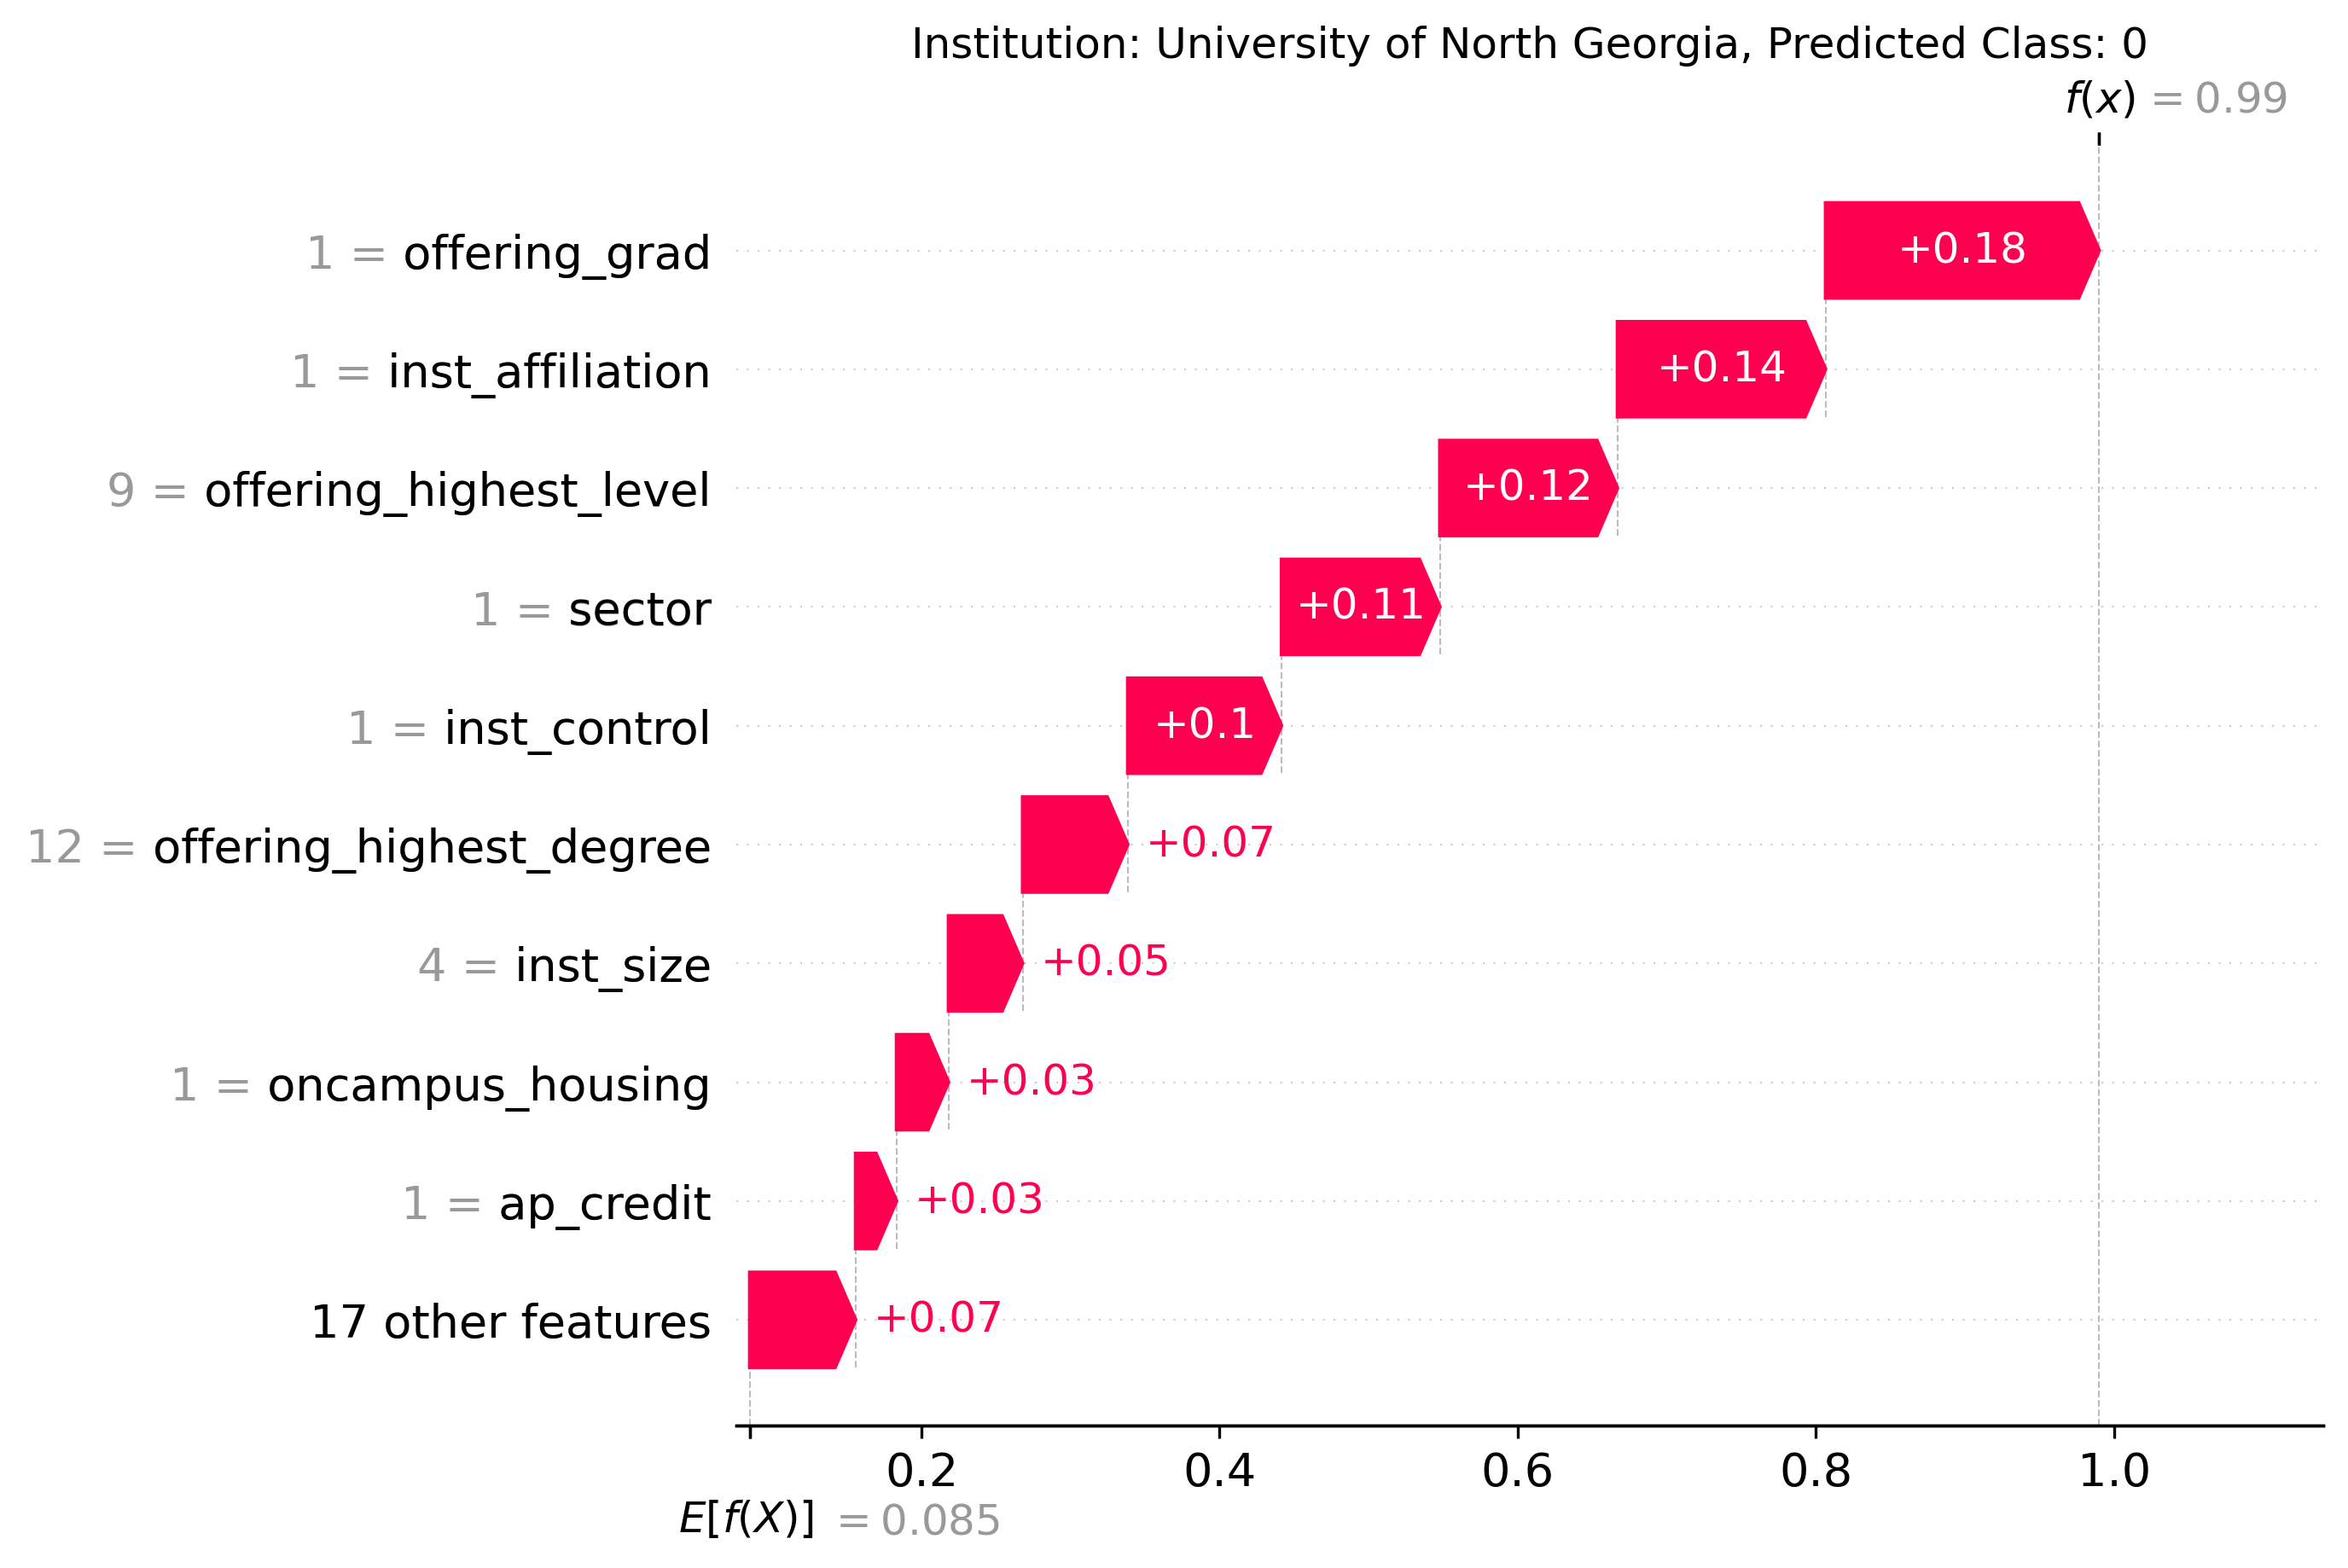 Institution: University of North Georgia, Predicted Class: 0
f(x) = 0.99
1 = offering_grad +0.18
1 = inst_affiliation +0.14
9 = offering_highest_level +0.12
1 = sector +0.11
1 = inst_control +0.1
12 = offering_highest_degree +0.07
4 = inst_size +0.05
1 = oncampus_housing +0.03
1 = ap_credit +0.03
17 other features +0.07
0.2 0.4 0.6 0.8 1.0
E[f(X)] = 0.085